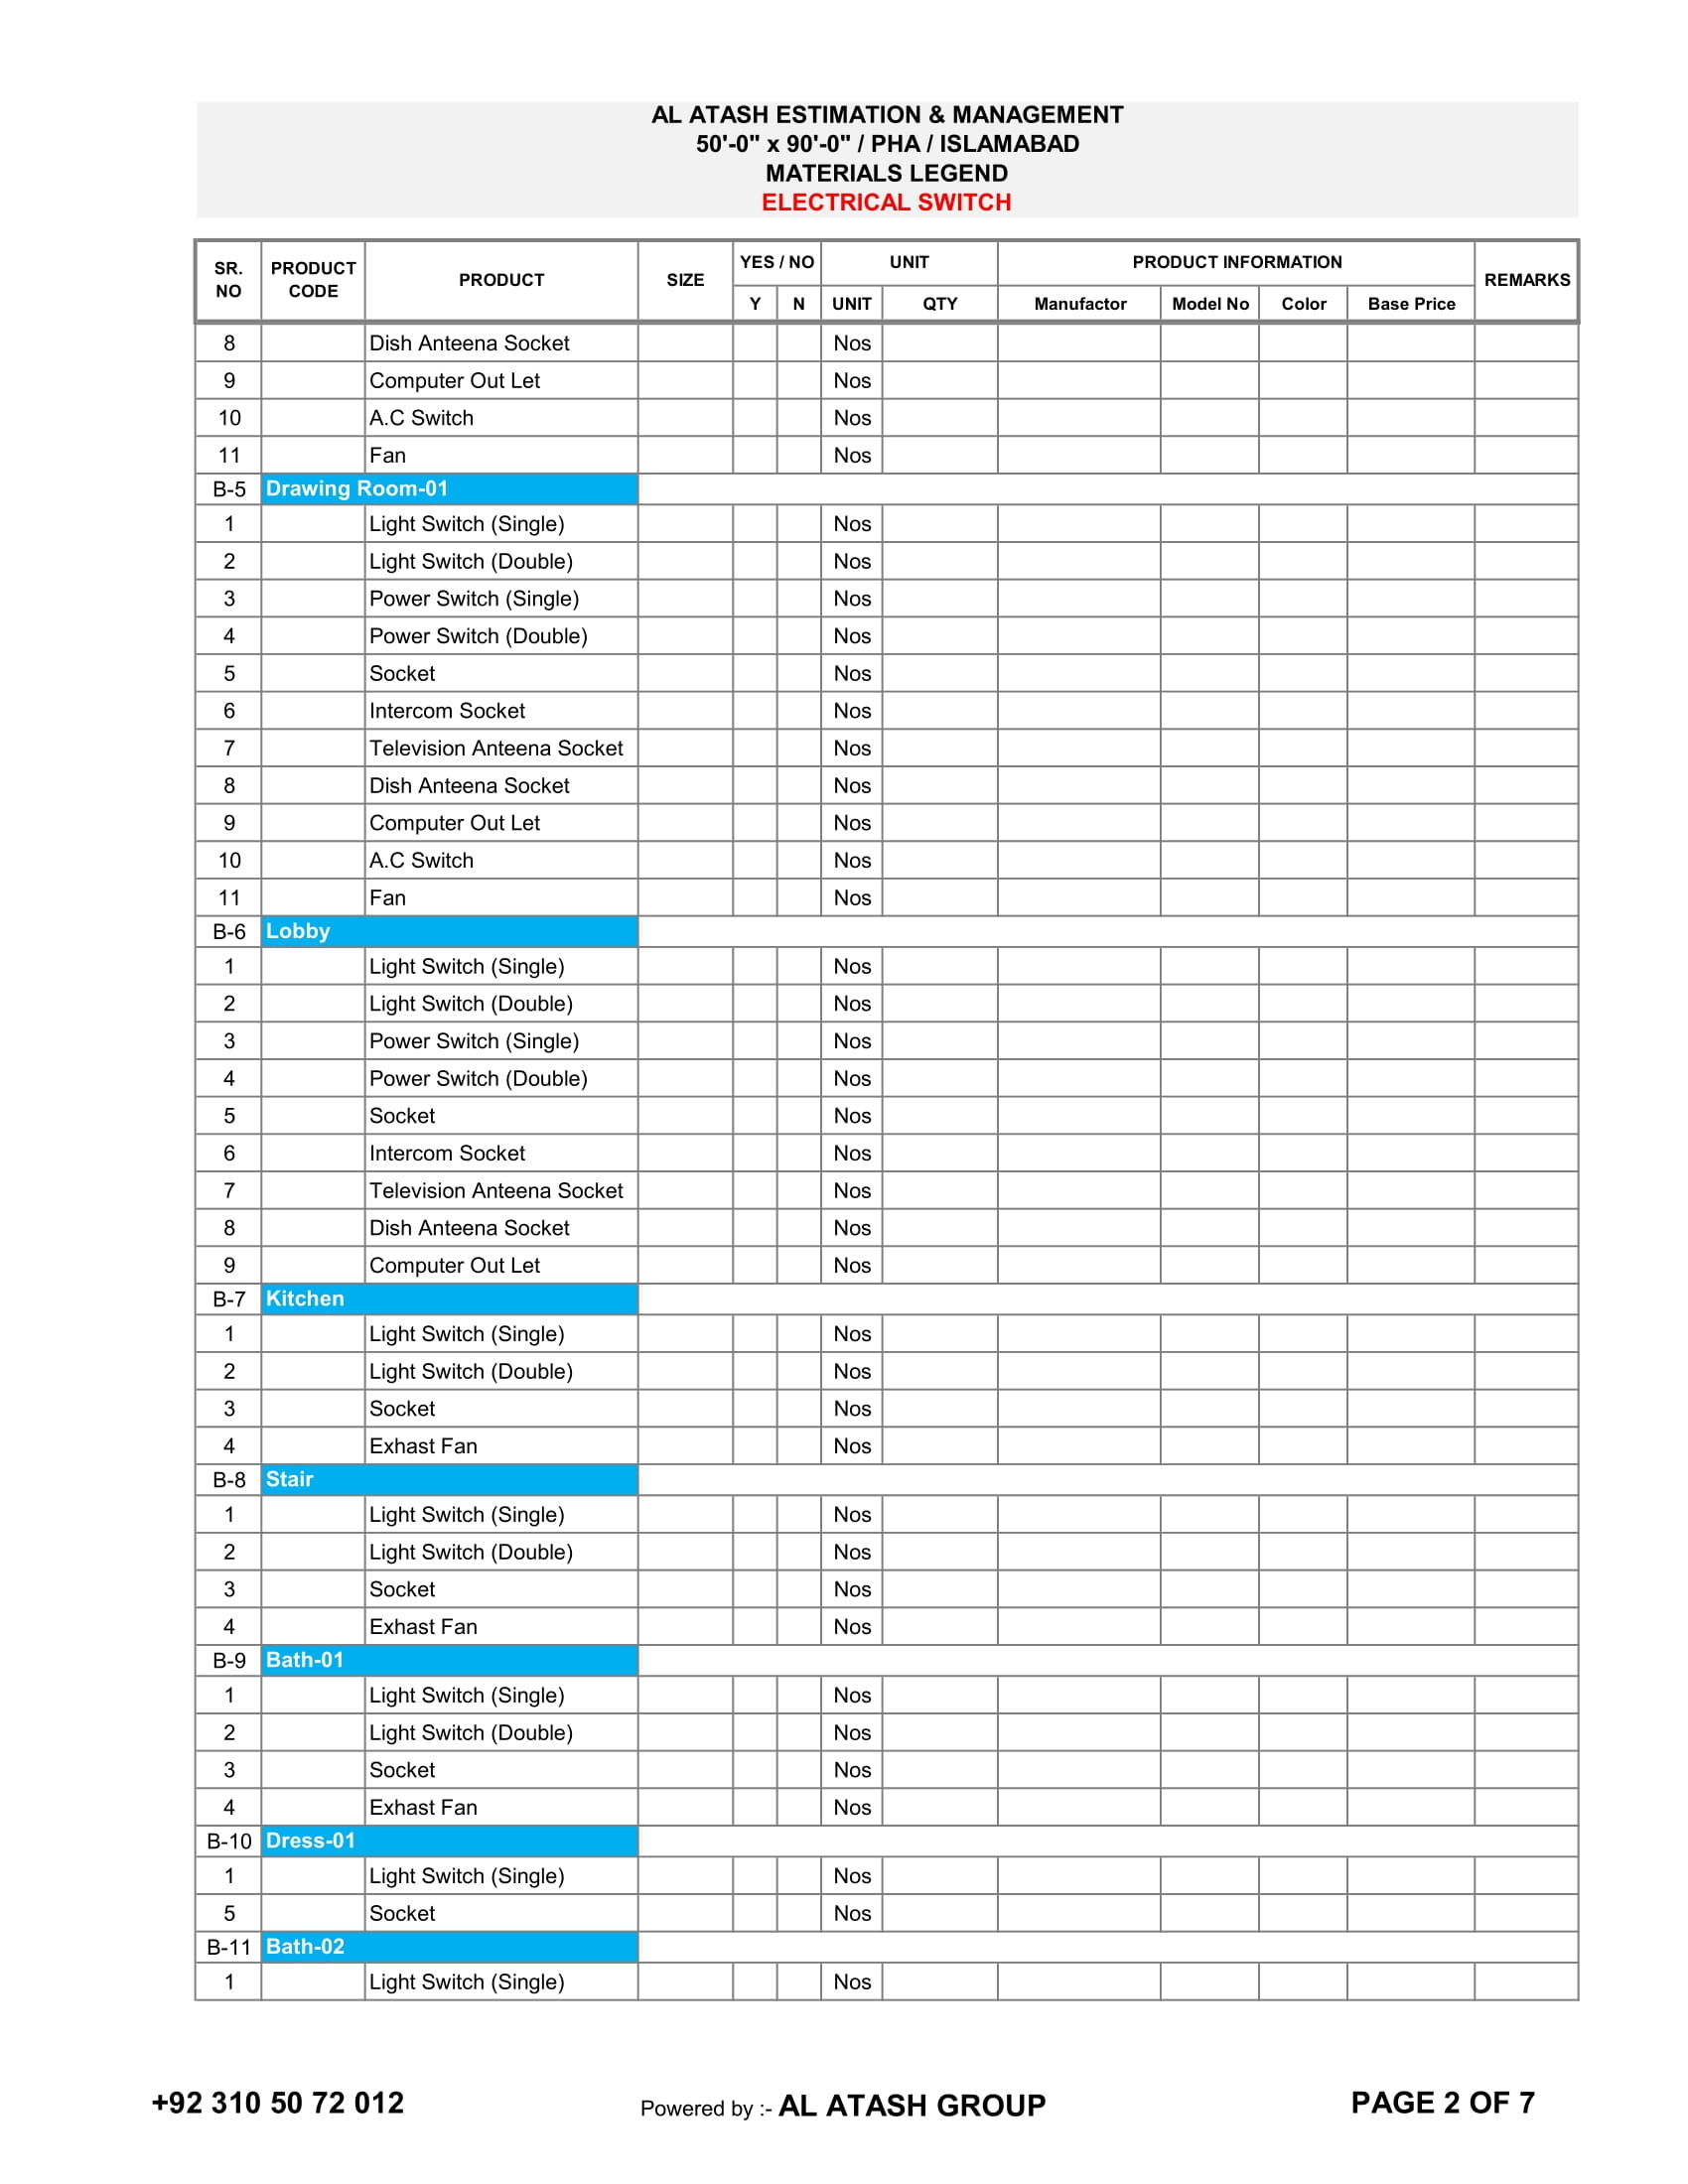 AL ATASH ESTIMATION & MANAGEMENT
50'-0" x 90'-0" / PHA / ISLAMABAD
MATERIALS LEGEND
ELECTRICAL SWITCH
SR. NO PRODUCT CODE PRODUCT SIZE YES / NO UNIT PRODUCT INFORMATION REMARKS
Y N UNIT QTY Manufactor Model No Color Base Price
8 Dish Anteena Socket Nos
9 Computer Out Let Nos
10 A.C Switch Nos
11 Fan Nos
B-5 Drawing Room-01
1 Light Switch (Single) Nos
2 Light Switch (Double) Nos
3 Power Switch (Single) Nos
4 Power Switch (Double) Nos
5 Socket Nos
6 Intercom Socket Nos
7 Television Anteena Socket Nos
8 Dish Anteena Socket Nos
9 Computer Out Let Nos
10 A.C Switch Nos
11 Fan Nos
B-6 Lobby
1 Light Switch (Single) Nos
2 Light Switch (Double) Nos
3 Power Switch (Single) Nos
4 Power Switch (Double) Nos
5 Socket Nos
6 Intercom Socket Nos
7 Television Anteena Socket Nos
8 Dish Anteena Socket Nos
9 Computer Out Let Nos
B-7 Kitchen
1 Light Switch (Single) Nos
2 Light Switch (Double) Nos
3 Socket Nos
4 Exhast Fan Nos
B-8 Stair
1 Light Switch (Single) Nos
2 Light Switch (Double) Nos
3 Socket Nos
4 Exhast Fan Nos
B-9 Bath-01
1 Light Switch (Single) Nos
2 Light Switch (Double) Nos
3 Socket Nos
4 Exhast Fan Nos
B-10 Dress-01
1 Light Switch (Single) Nos
5 Socket Nos
B-11 Bath-02
1 Light Switch (Single) Nos
+92 310 50 72 012 Powered by :- AL ATASH GROUP PAGE 2 OF 7